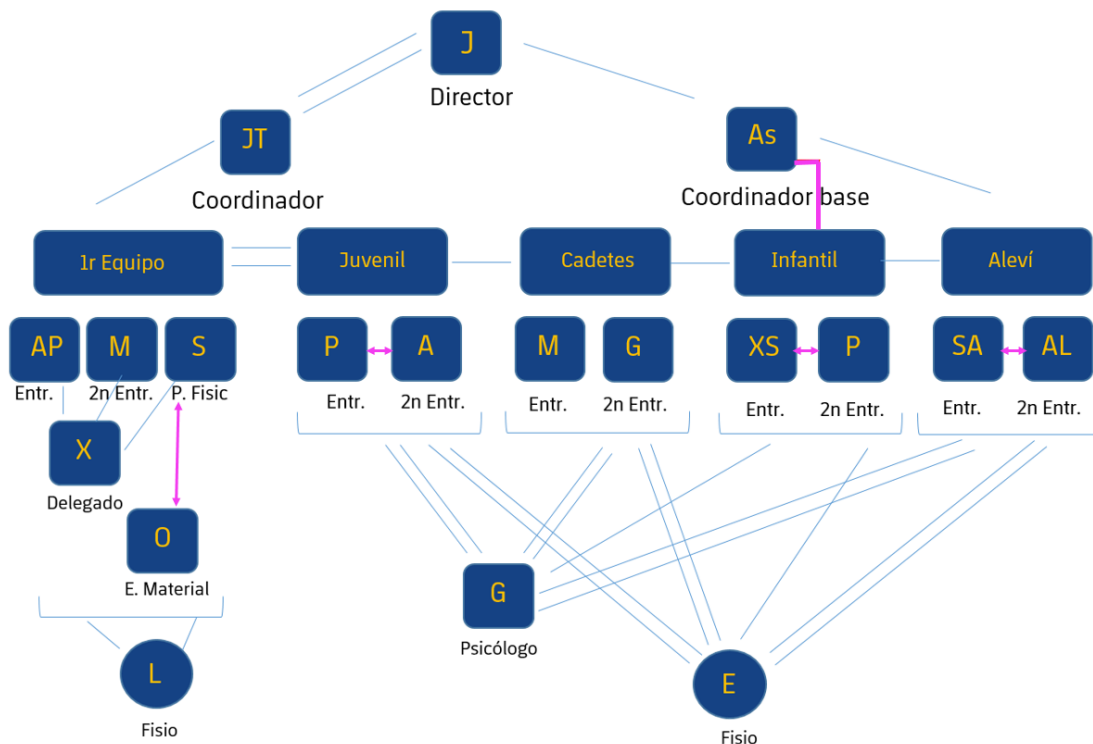 J
Director
JT
As
Coordinador
Coordinador base
1r Equipo
Juvenil
Cadetes
Infantil
Aleví
AP
M
S
P
A
M
G
XS
P
SA
AL
Entr.
2n Entr.
P. Fisic
Entr.
2n Entr.
Entr.
2n Entr.
Entr.
2n Entr.
Entr.
2n Entr.
X
Delegado
O
E. Material
G
Psicólogo
L
Fisio
E
Fisio